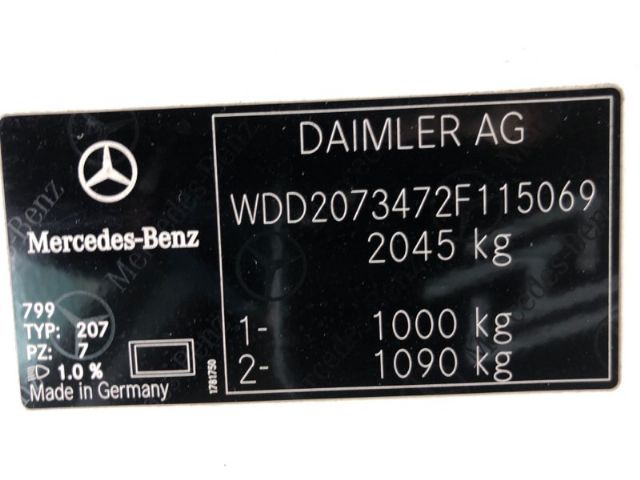 Mercedes-Benz
799
TYP: 207
PZ: 7
1.0 %
Made in Germany
1781750
DAIMLER AG
WDD2073472F115069
2045 kg
1- 1000 kg
2- 1090 kg